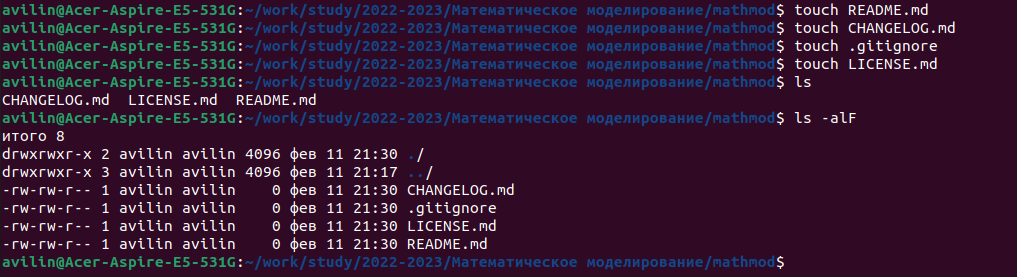 avilin@Acer-Aspire-E5-531G:~/work/study/2022-2023/Математическое моделирование/mathmod$ touch README.md
avilin@Acer-Aspire-E5-531G:~/work/study/2022-2023/Математическое моделирование/mathmod$ touch CHANGELOG.md
avilin@Acer-Aspire-E5-531G:~/work/study/2022-2023/Математическое моделирование/mathmod$ touch .gitignore
avilin@Acer-Aspire-E5-531G:~/work/study/2022-2023/Математическое моделирование/mathmod$ touch LICENSE.md
avilin@Acer-Aspire-E5-531G:~/work/study/2022-2023/Математическое моделирование/mathmod$ ls
CHANGELOG.md  LICENSE.md  README.md
avilin@Acer-Aspire-E5-531G:~/work/study/2022-2023/Математическое моделирование/mathmod$ ls -alF
итого 8
drwxrwxr-x 2 avilin avilin 4096 фев 11 21:30 ./
drwxrwxr-x 3 avilin avilin 4096 фев 11 21:17 ../
-rw-rw-r-- 1 avilin avilin    0 фев 11 21:30 CHANGELOG.md
-rw-rw-r-- 1 avilin avilin    0 фев 11 21:30 .gitignore
-rw-rw-r-- 1 avilin avilin    0 фев 11 21:30 LICENSE.md
-rw-rw-r-- 1 avilin avilin    0 фев 11 21:30 README.md
avilin@Acer-Aspire-E5-531G:~/work/study/2022-2023/Математическое моделирование/mathmod$